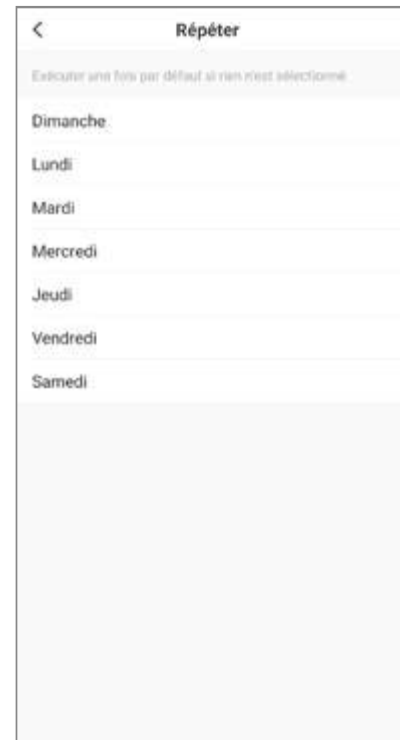 Répéter
Exécuter une fois par défaut si rien n'est sélectionné
Dimanche
Lundi
Mardi
Mercredi
Jeudi
Vendredi
Samedi